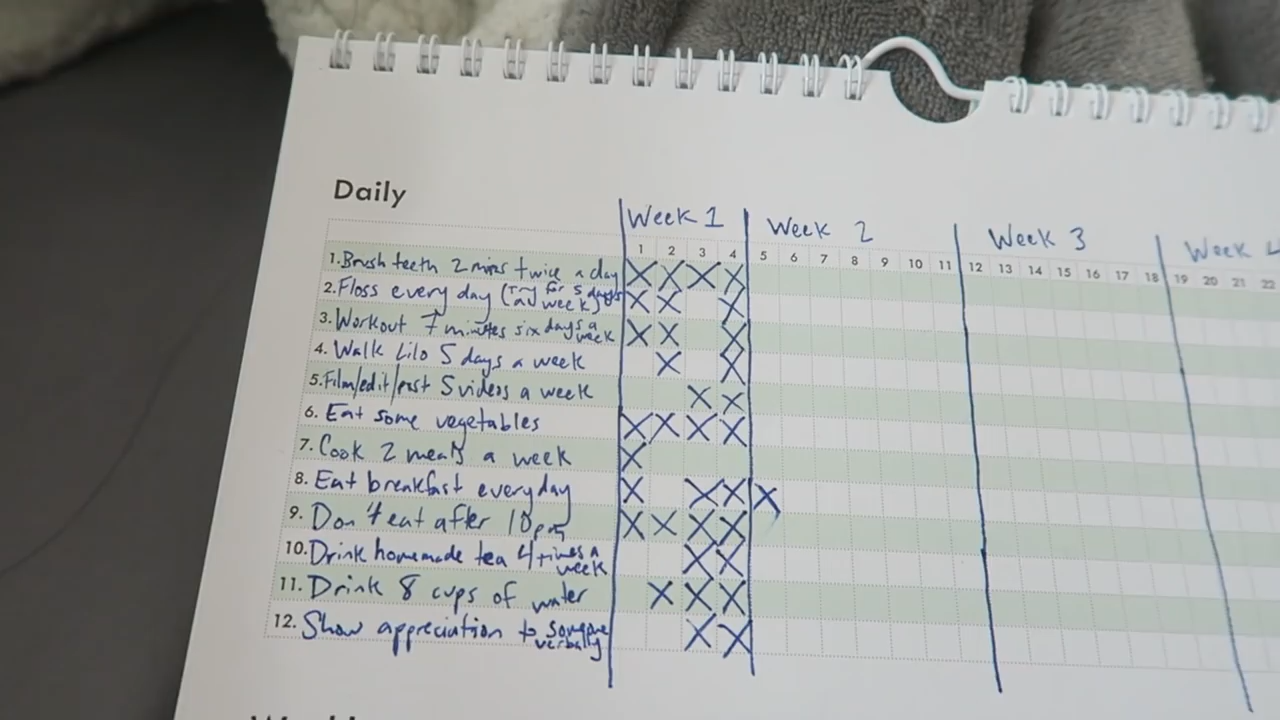 Daily
Week 1 Week 2 Week 3 Week
1 2 3 4 5 6 7 8 9 10 11 12 13 14 15 16 17 18 19 20 21 22
1. Brush teeth 2 mins twice a day X X X X
2. Floss every day (Try for 5 days a week) X X X
3. Workout 7 minutes six days a week X X X
4. Walk Lilo 5 days a week X X
5. Film/edit/post 5 videos a week X X
6. Eat some vegetables X X X X
7. Cook 2 meals a week X
8. Eat breakfast everyday X X X X
9. Don't eat after 10pm X X X X
10. Drink homemade tea 4 times a week X X
11. Drink 8 cups of water X X X
12. Show appreciation to someone verbally X X